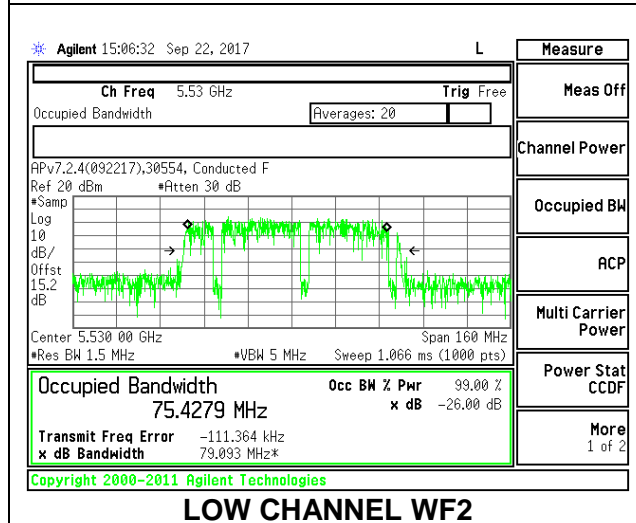 Agilent 15:06:32 Sep 22, 2017 L
Measure
Ch Freq 5.53 GHz Trig Free
Occupied Bandwidth Averages: 20
APv7.2.4(092217),30554, Conducted F
Ref 20 dBm #Atten 30 dB
#Samp
Log
10
dB/
Offst
15.2
dB
Center 5.530 00 GHz Span 160 MHz
#Res BW 1.5 MHz #VBW 5 MHz Sweep 1.066 ms (1000 pts)
Occupied Bandwidth Occ BW % Pwr 99.00 %
75.4279 MHz x dB -26.00 dB
Transmit Freq Error -111.364 kHz
x dB Bandwidth 79.093 MHz*
Copyright 2000-2011 Agilent Technologies
Meas Off
Channel Power
Occupied BW
ACP
Multi Carrier
Power
Power Stat
CCDF
More
1 of 2
LOW CHANNEL WF2